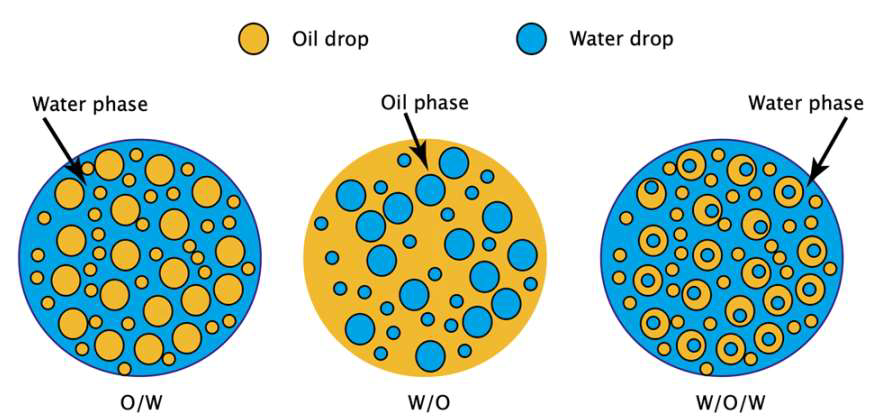 Oil drop
Water drop
Water phase
Oil phase
Water phase
O/W
W/O
W/O/W